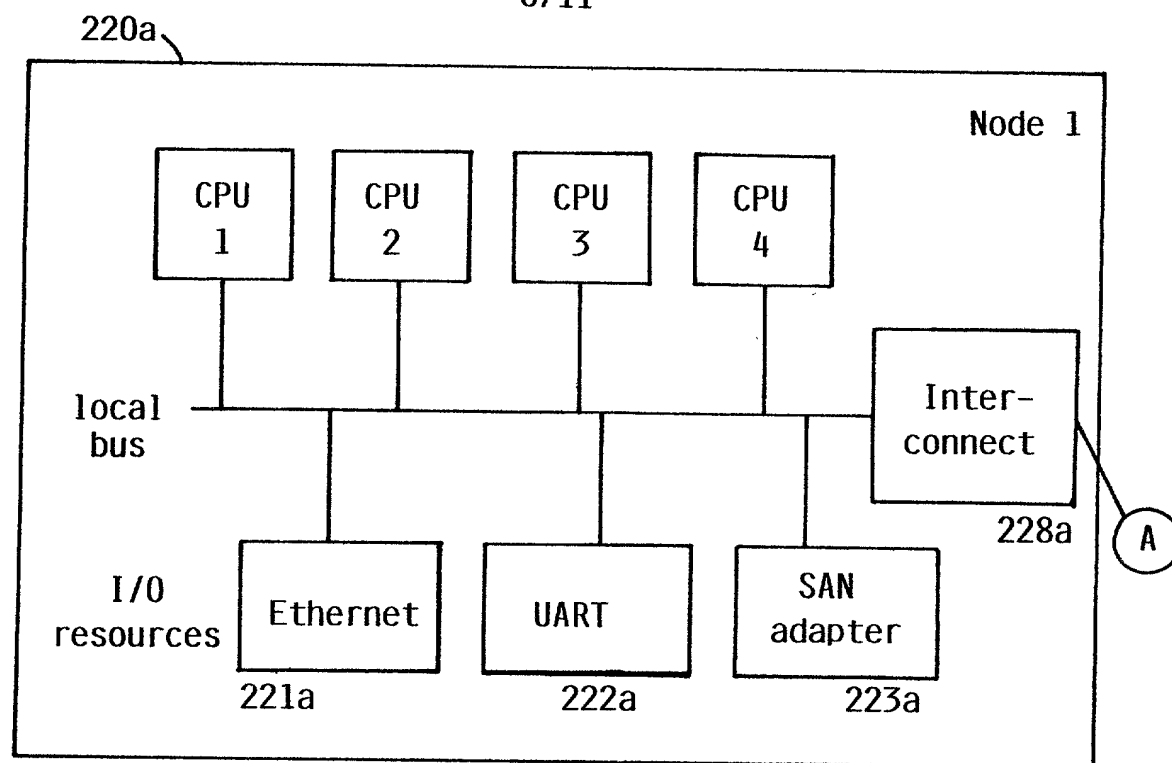 220a
Node 1
CPU
1
CPU
2
CPU
3
CPU
4
local
bus
Inter-
connect
228a
A
I/O
resources
Ethernet
UART
SAN
adapter
221a
222a
223a